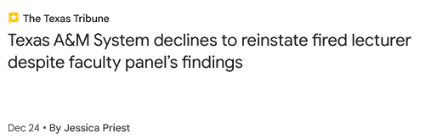 The Texas Tribune
Texas A&M System declines to reinstate fired lecturer
despite faculty panel's findings
Dec 24 • By Jessica Priest